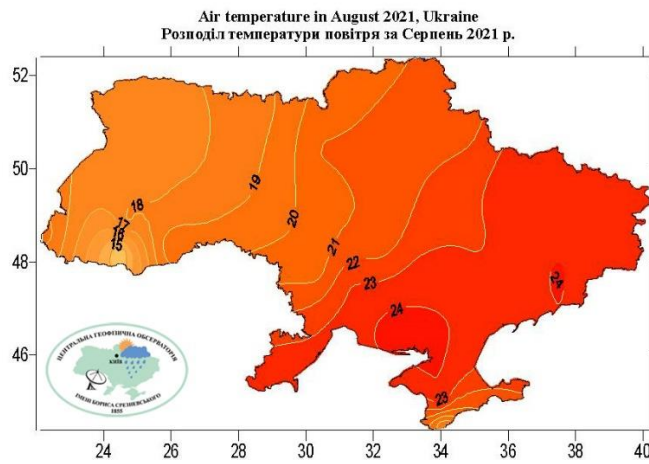 Air temperature in August 2021, Ukraine
Розподіл температури повітря за Серпень 2021 р.
52
50
48
46
18
17
16
15
19
20
21
22
23
24
24
23
ЦЕНТРАЛЬНА ГЕОФІЗИЧНА ОБСЕРВАТОРІЯ
КИЇВ
ІМЕНІ БОРИСА СРЕЗНЕВСЬКОГО
1855
24 26 28 30 32 34 36 38 40